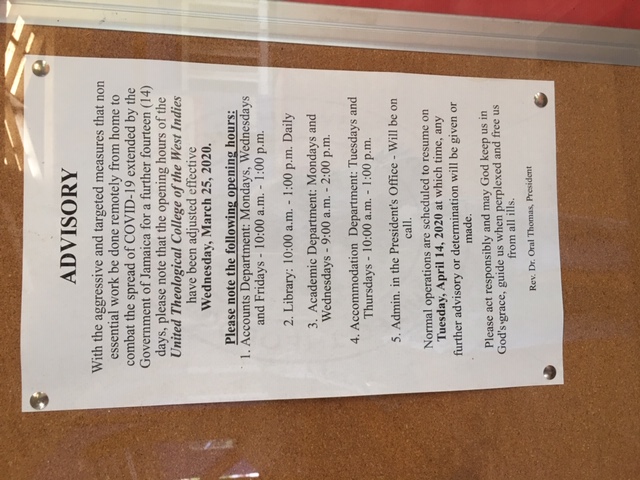 ADVISORY
With the aggressive and targeted measures that non
essential work be done remotely from home to
combat the spread of COVID-19 extended by the
Government of Jamaica for a further fourteen (14)
days, please note that the opening hours of the
United Theological College of the West Indies
have been adjusted effective
Wednesday, March 25, 2020.
Please note the following opening hours:
1. Accounts Department: Mondays, Wednesdays
and Fridays - 10:00 a.m. - 1:00 p.m.
2. Library: 10:00 a.m. - 1:00 p.m. Daily
3. Academic Department: Mondays and
Wednesdays - 9:00 a.m. - 2:00 p.m.
4. Accommodation Department: Tuesdays and
Thursdays - 10:00 a.m. - 1:00 p.m.
5. Admin. in the President's Office - Will be on
call.
Normal operations are scheduled to resume on
Tuesday, April 14, 2020 at which time, any
further advisory or determination will be given or
made.
Please act responsibly and may God keep us in
God's grace, guide us when perplexed and free us
from all ills.
Rev. Dr. Oral Thomas, President